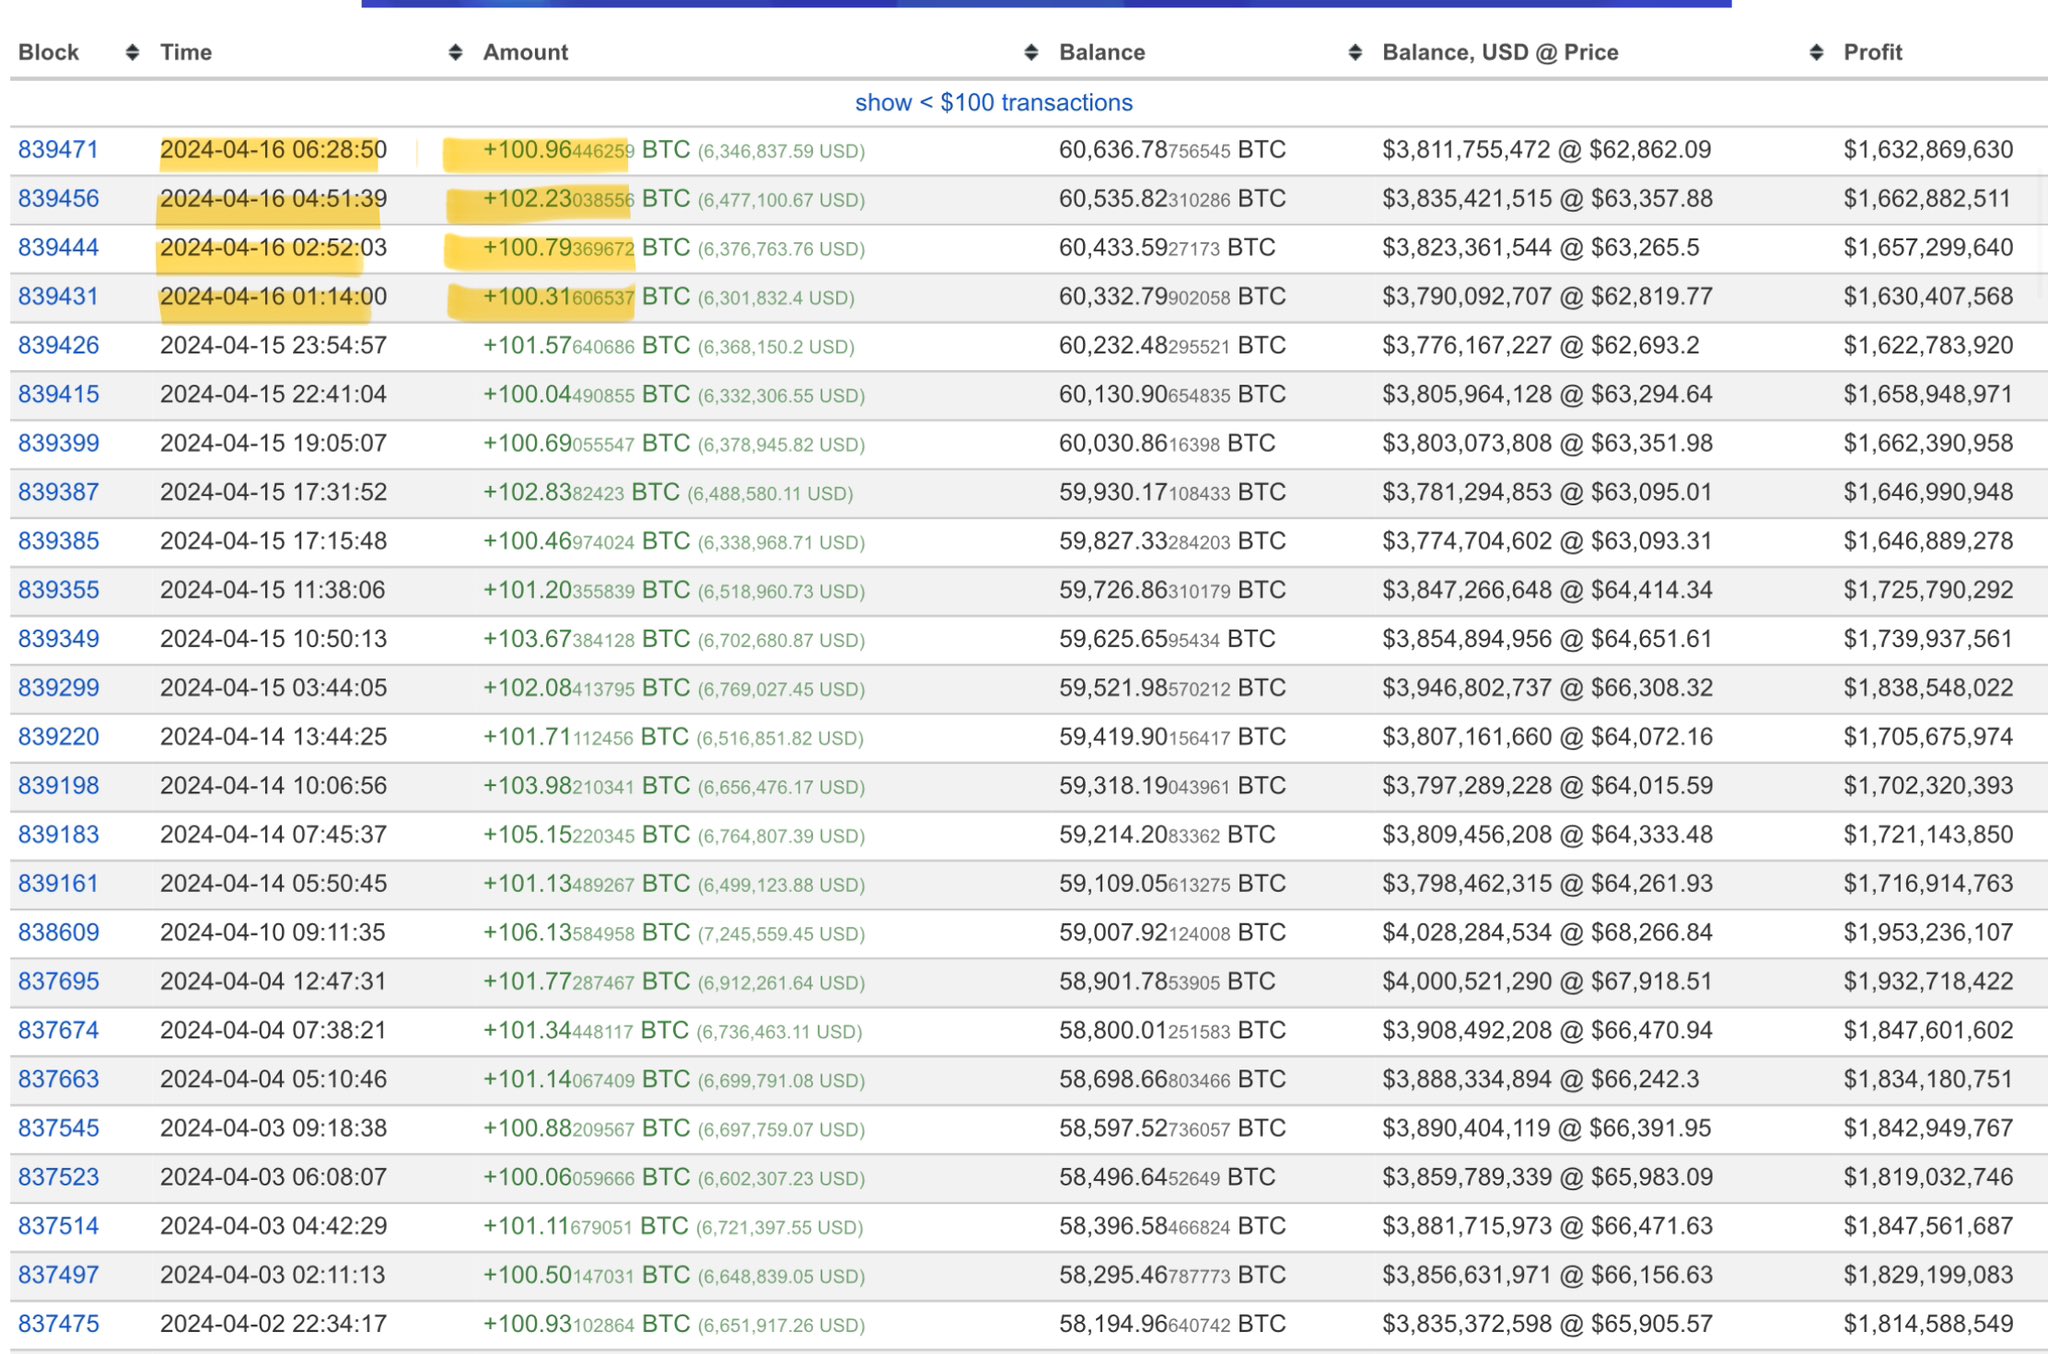 Block Time Amount Balance Balance, USD @ Price Profit
show < $100 transactions
839471 2024-04-16 06:28:50 +100.96446259 BTC (6,346,837.59 USD) 60,636.78756545 BTC $3,811,755,472 @ $62,862.09 $1,632,869,630
839456 2024-04-16 04:51:39 +102.23038556 BTC (6,477,100.67 USD) 60,535.82310286 BTC $3,835,421,515 @ $63,357.88 $1,662,882,511
839444 2024-04-16 02:52:03 +100.79369672 BTC (6,376,763.76 USD) 60,433.5927173 BTC $3,823,361,544 @ $63,265.5 $1,657,299,640
839431 2024-04-16 01:14:00 +100.31606537 BTC (6,301,832.4 USD) 60,332.79902058 BTC $3,790,092,707 @ $62,819.77 $1,630,407,568
839426 2024-04-15 23:54:57 +101.57640686 BTC (6,368,150.2 USD) 60,232.48295521 BTC $3,776,167,227 @ $62,693.2 $1,622,783,920
839415 2024-04-15 22:41:04 +100.04490855 BTC (6,332,306.55 USD) 60,130.90654835 BTC $3,805,964,128 @ $63,294.64 $1,658,948,971
839399 2024-04-15 19:05:07 +100.69055547 BTC (6,378,945.82 USD) 60,030.8616398 BTC $3,803,073,808 @ $63,351.98 $1,662,390,958
839387 2024-04-15 17:31:52 +102.8382423 BTC (6,488,580.11 USD) 59,930.17108433 BTC $3,781,294,853 @ $63,095.01 $1,646,990,948
839385 2024-04-15 17:15:48 +100.46974024 BTC (6,338,968.71 USD) 59,827.33284203 BTC $3,774,704,602 @ $63,093.31 $1,646,889,278
839355 2024-04-15 11:38:06 +101.20355839 BTC (6,518,960.73 USD) 59,726.86310179 BTC $3,847,266,648 @ $64,414.34 $1,725,790,292
839349 2024-04-15 10:50:13 +103.67384128 BTC (6,702,680.87 USD) 59,625.6595434 BTC $3,854,894,956 @ $64,651.61 $1,739,937,561
839299 2024-04-15 03:44:05 +102.08413795 BTC (6,769,027.45 USD) 59,521.98570212 BTC $3,946,802,737 @ $66,308.32 $1,838,548,022
839220 2024-04-14 13:44:25 +101.71112456 BTC (6,516,851.82 USD) 59,419.90156417 BTC $3,807,161,660 @ $64,072.16 $1,705,675,974
839198 2024-04-14 10:06:56 +103.98210341 BTC (6,656,476.17 USD) 59,318.19043961 BTC $3,797,289,228 @ $64,015.59 $1,702,320,393
839183 2024-04-14 07:45:37 +105.15220345 BTC (6,764,807.39 USD) 59,214.2083362 BTC $3,809,456,208 @ $64,333.48 $1,721,143,850
839161 2024-04-14 05:50:45 +101.13489267 BTC (6,499,123.88 USD) 59,109.05613275 BTC $3,798,462,315 @ $64,261.93 $1,716,914,763
838609 2024-04-10 09:11:35 +106.13584958 BTC (7,245,559.45 USD) 59,007.92124008 BTC $4,028,284,534 @ $68,266.84 $1,953,236,107
837695 2024-04-04 12:47:31 +101.77287467 BTC (6,912,261.64 USD) 58,901.7853905 BTC $4,000,521,290 @ $67,918.51 $1,932,718,422
837674 2024-04-04 07:38:21 +101.34448117 BTC (6,736,463.11 USD) 58,800.01251583 BTC $3,908,492,208 @ $66,470.94 $1,847,601,602
837663 2024-04-04 05:10:46 +101.14067409 BTC (6,699,791.08 USD) 58,698.66803466 BTC $3,888,334,894 @ $66,242.3 $1,834,180,751
837545 2024-04-03 09:18:38 +100.88209567 BTC (6,697,759.07 USD) 58,597.52736057 BTC $3,890,404,119 @ $66,391.95 $1,842,949,767
837523 2024-04-03 06:08:07 +100.06059666 BTC (6,602,307.23 USD) 58,496.6452649 BTC $3,859,789,339 @ $65,983.09 $1,819,032,746
837514 2024-04-03 04:42:29 +101.11679051 BTC (6,721,397.55 USD) 58,396.58466824 BTC $3,881,715,973 @ $66,471.63 $1,847,561,687
837497 2024-04-03 02:11:13 +100.50147031 BTC (6,648,839.05 USD) 58,295.46787773 BTC $3,856,631,971 @ $66,156.63 $1,829,199,083
837475 2024-04-02 22:34:17 +100.93102864 BTC (6,651,917.26 USD) 58,194.96640742 BTC $3,835,372,598 @ $65,905.57 $1,814,588,549